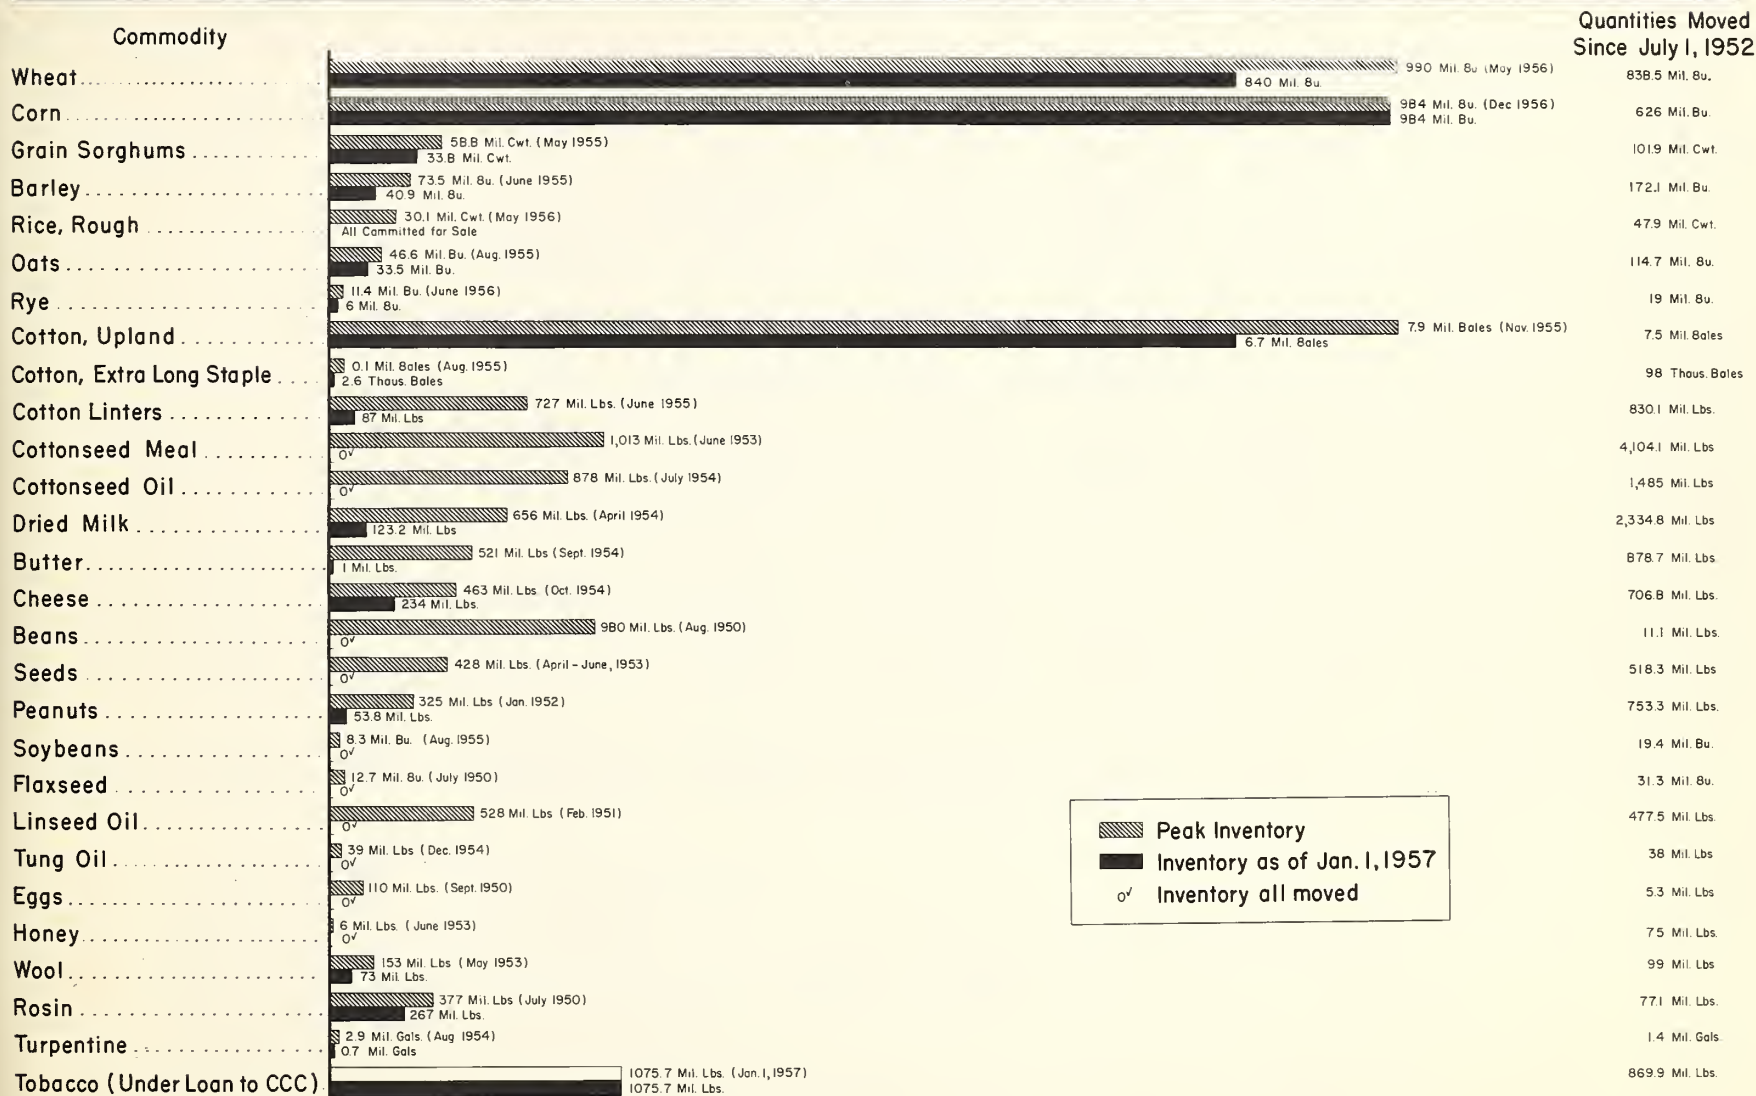 Commodity
Quantities Moved
Since July 1, 1952
Wheat
990 Mil. Bu (May 1956)
840 Mil. Bu.
838.5 Mil. Bu.
Corn
984 Mil. Bu. (Dec 1956)
984 Mil. Bu.
626 Mil. Bu.
Grain Sorghums
58.8 Mil. Cwt. (May 1955)
33.8 Mil. Cwt.
101.9 Mil. Cwt.
Barley
73.5 Mil. Bu. (June 1955)
40.9 Mil. Bu.
172.1 Mil. Bu.
Rice, Rough
30.1 Mil. Cwt. (May 1956)
All Committed for Sale
47.9 Mil. Cwt.
Oats
46.6 Mil. Bu. (Aug. 1955)
33.5 Mil. Bu.
114.7 Mil. Bu.
Rye
11.4 Mil. Bu. (June 1956)
6 Mil. Bu.
19 Mil. Bu.
Cotton, Upland
7.9 Mil. Bales (Nov. 1955)
6.7 Mil. Bales
7.5 Mil. Bales
Cotton, Extra Long Staple
0.1 Mil. Bales (Aug. 1955)
2.6 Thous. Bales
98 Thous. Bales
Cotton Linters
727 Mil. Lbs. (June 1955)
87 Mil. Lbs
830.1 Mil. Lbs.
Cottonseed Meal
1,013 Mil. Lbs. (June 1953)
0✓
4,104.1 Mil. Lbs
Cottonseed Oil
878 Mil. Lbs. (July 1954)
0✓
1,485 Mil. Lbs
Dried Milk
656 Mil. Lbs. (April 1954)
123.2 Mil. Lbs
2,334.8 Mil. Lbs
Butter
521 Mil. Lbs (Sept. 1954)
1 Mil. Lbs.
878.7 Mil. Lbs.
Cheese
463 Mil. Lbs. (Oct. 1954)
234 Mil. Lbs.
706.8 Mil. Lbs.
Beans
980 Mil. Lbs. (Aug. 1950)
0✓
11.1 Mil. Lbs.
Seeds
428 Mil. Lbs. (April - June, 1953)
0✓
518.3 Mil. Lbs
Peanuts
325 Mil. Lbs (Jan. 1952)
53.8 Mil. Lbs.
753.3 Mil. Lbs.
Soybeans
8.3 Mil. Bu. (Aug. 1955)
0✓
19.4 Mil. Bu.
Flaxseed
12.7 Mil. Bu. (July 1950)
0✓
31.3 Mil. Bu.
Linseed Oil
528 Mil. Lbs (Feb. 1951)
0✓
477.5 Mil. Lbs.
Tung Oil
39 Mil. Lbs (Dec. 1954)
0✓
38 Mil. Lbs
Eggs
110 Mil. Lbs. (Sept. 1950)
0✓
5.3 Mil. Lbs
Honey
6 Mil. Lbs. (June 1953)
0✓
75 Mil. Lbs.
Wool
153 Mil. Lbs (May 1953)
73 Mil. Lbs.
99 Mil. Lbs
Rosin
377 Mil. Lbs (July 1950)
267 Mil. Lbs.
77.1 Mil. Lbs.
Turpentine
2.9 Mil. Gals. (Aug 1954)
0.7 Mil. Gals
1.4 Mil. Gals.
Tobacco (Under Loan to CCC)
1075.7 Mil. Lbs. (Jan. 1, 1957)
1075.7 Mil. Lbs.
869.9 Mil. Lbs.
Peak Inventory
Inventory as of Jan. 1, 1957
0✓ Inventory all moved